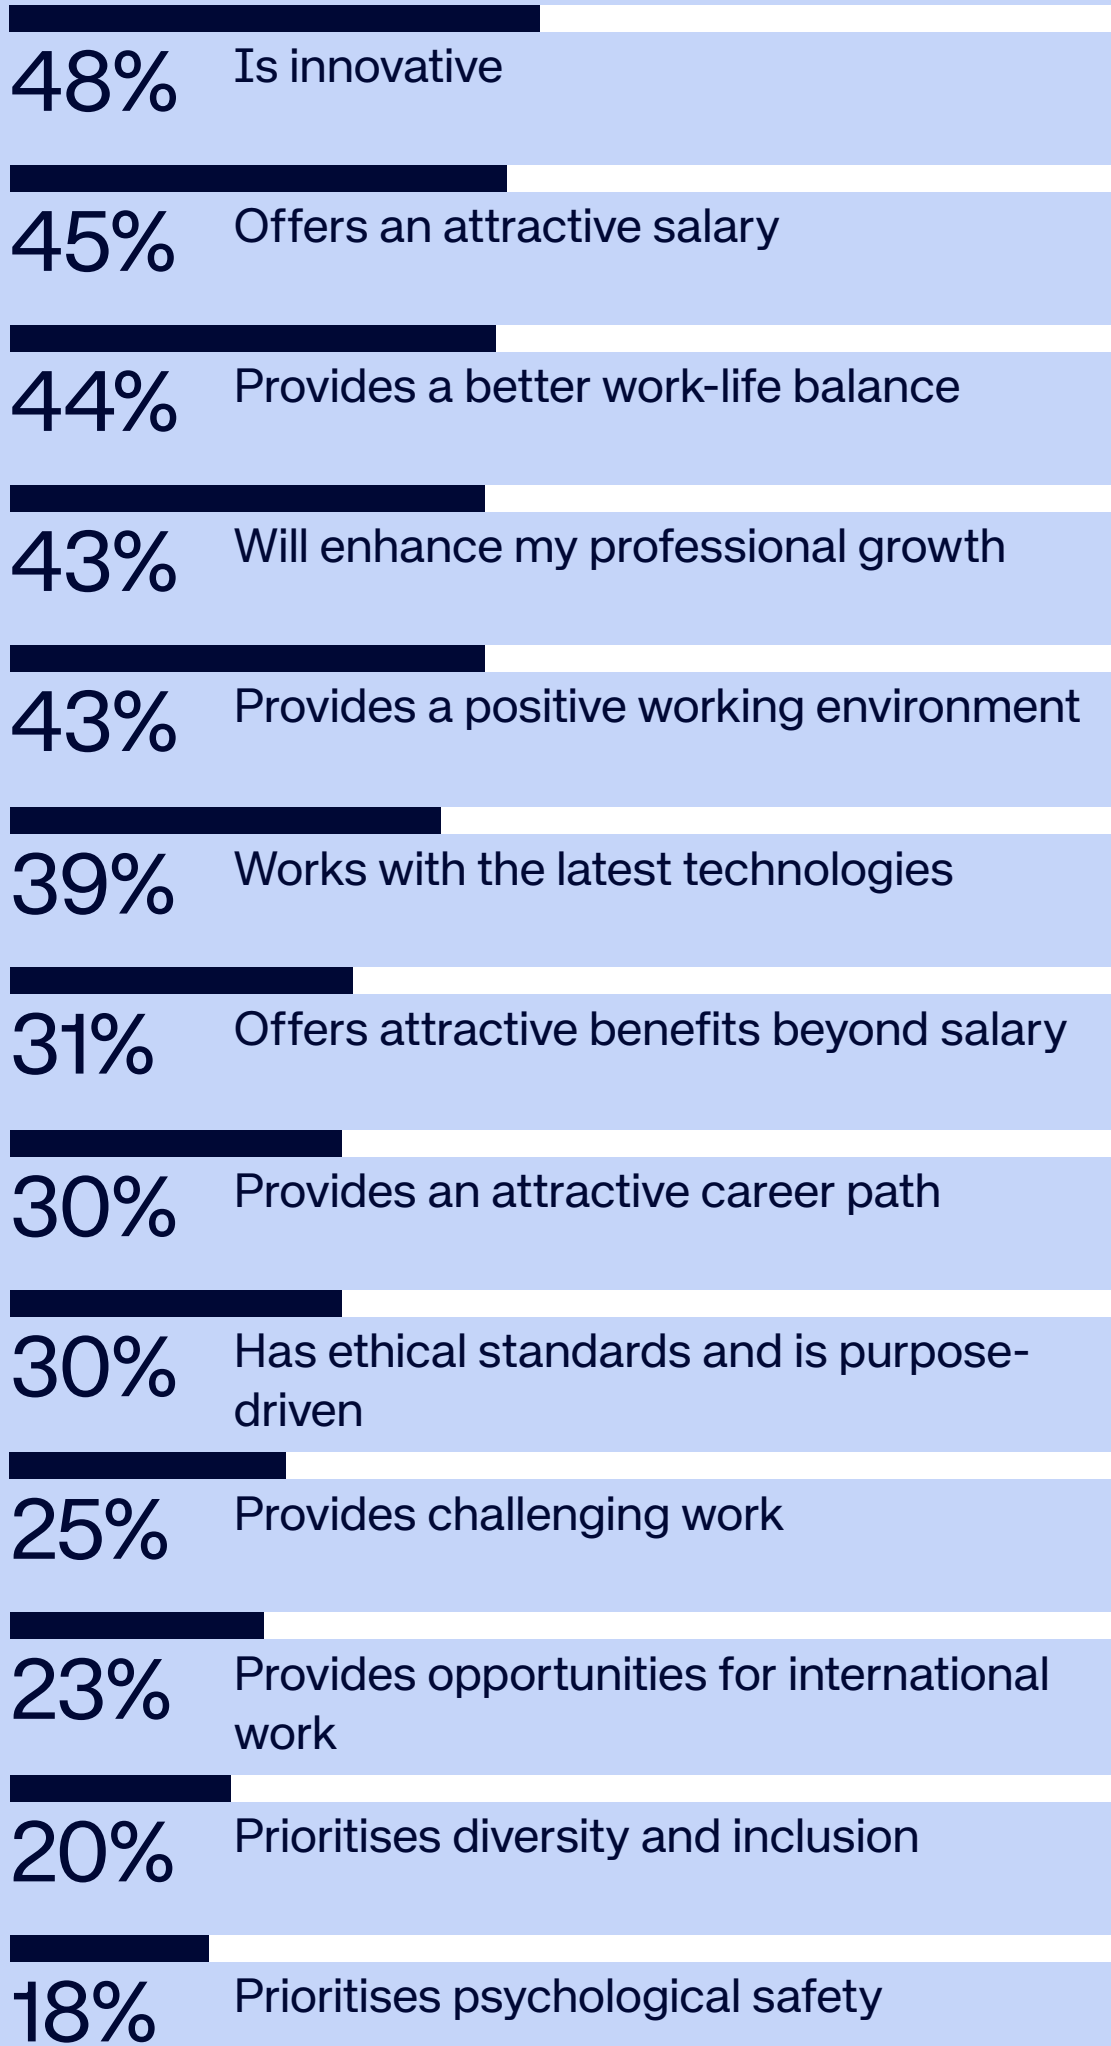 48% Is innovative
45% Offers an attractive salary
44% Provides a better work-life balance
43% Will enhance my professional growth
43% Provides a positive working environment
39% Works with the latest technologies
31% Offers attractive benefits beyond salary
30% Provides an attractive career path
30% Has ethical standards and is purpose-
driven
25% Provides challenging work
23% Provides opportunities for international
work
20% Prioritises diversity and inclusion
18% Prioritises psychological safety